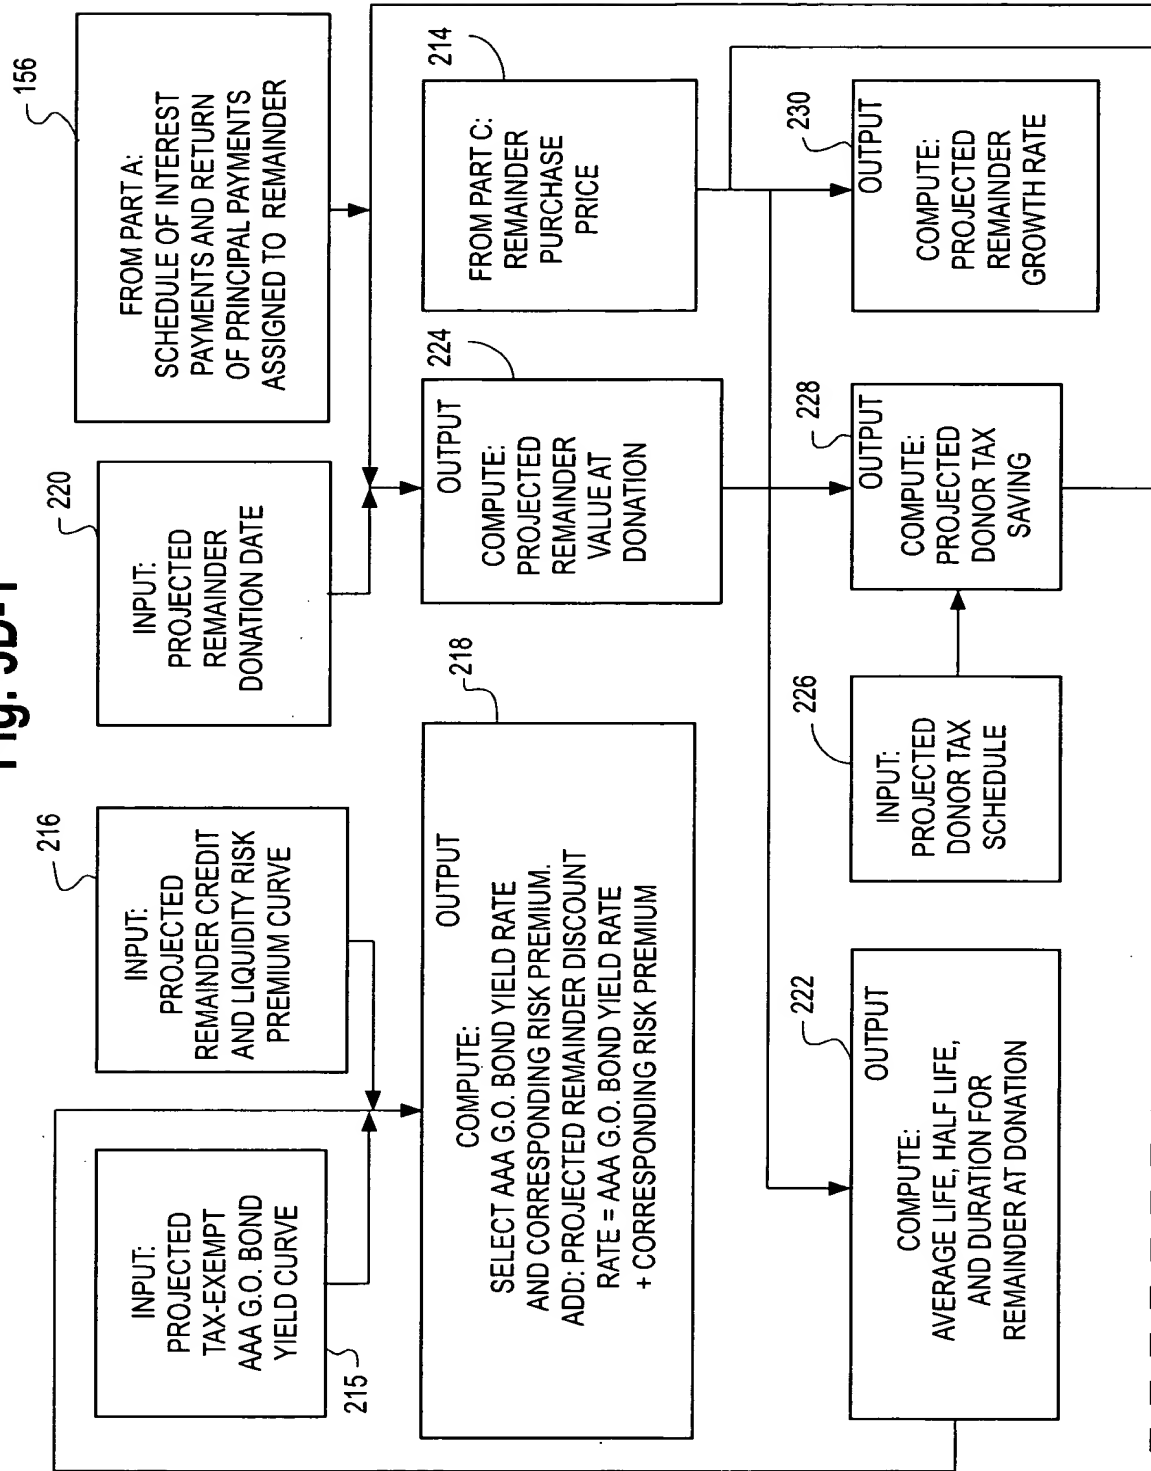 Fig. 5D-1
INPUT:
PROJECTED
TAX-EXEMPT
AAA G.O. BOND
YIELD CURVE
215
INPUT:
PROJECTED
REMAINDER CREDIT
AND LIQUIDITY RISK
PREMIUM CURVE
216
INPUT:
PROJECTED
REMAINDER
DONATION DATE
220
FROM PART A:
SCHEDULE OF INTEREST
PAYMENTS AND RETURN
OF PRINCIPAL PAYMENTS
ASSIGNED TO REMAINDER
156
OUTPUT
COMPUTE:
SELECT AAA G.O. BOND YIELD RATE
AND CORRESPONDING RISK PREMIUM.
ADD: PROJECTED REMAINDER DISCOUNT
RATE = AAA G.O. BOND YIELD RATE
+ CORRESPONDING RISK PREMIUM
218
OUTPUT
COMPUTE:
PROJECTED
REMAINDER
VALUE AT
DONATION
224
FROM PART C:
REMAINDER
PURCHASE
PRICE
214
OUTPUT
COMPUTE:
AVERAGE LIFE, HALF LIFE,
AND DURATION FOR
REMAINDER AT DONATION
222
INPUT:
PROJECTED
DONOR TAX
SCHEDULE
226
OUTPUT
COMPUTE:
PROJECTED
DONOR TAX
SAVING
228
OUTPUT
COMPUTE:
PROJECTED
REMAINDER
GROWTH RATE
230